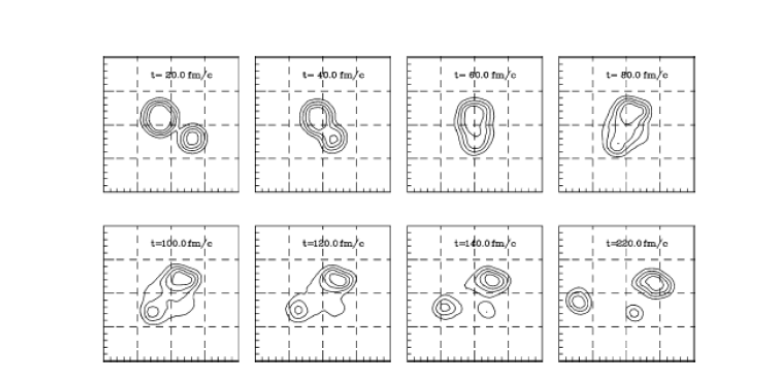 t= 20.0 fm/c
t= 40.0 fm/c
t= 60.0 fm/c
t= 80.0 fm/c
t=100.0 fm/c
t=120.0 fm/c
t=140.0 fm/c
t=220.0 fm/c